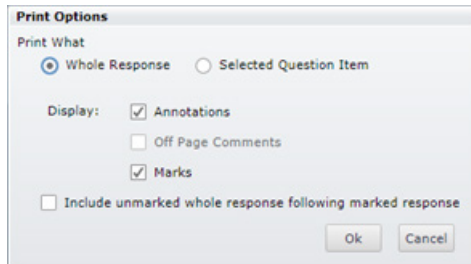 Print Options
Print What
Whole Response Selected Question Item
Display: Annotations
Off Page Comments
Marks
Include unmarked whole response following marked response
Ok Cancel